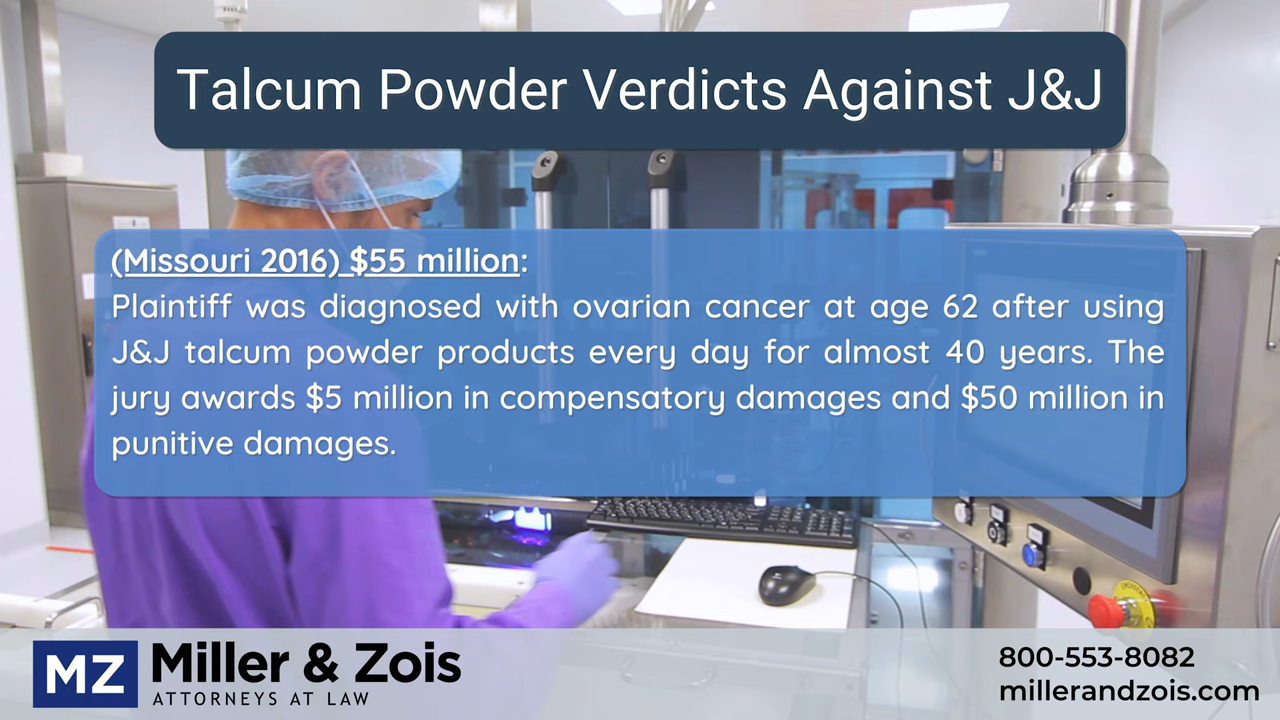 Talcum Powder Verdicts Against J&J
(Missouri 2016) $55 million:
Plaintiff was diagnosed with ovarian cancer at age 62 after using
J&J talcum powder products every day for almost 40 years. The
jury awards $5 million in compensatory damages and $50 million in
punitive damages.
MZ
Miller & Zois
ATTORNEYS AT LAW
800-553-8082
millerandzois.com